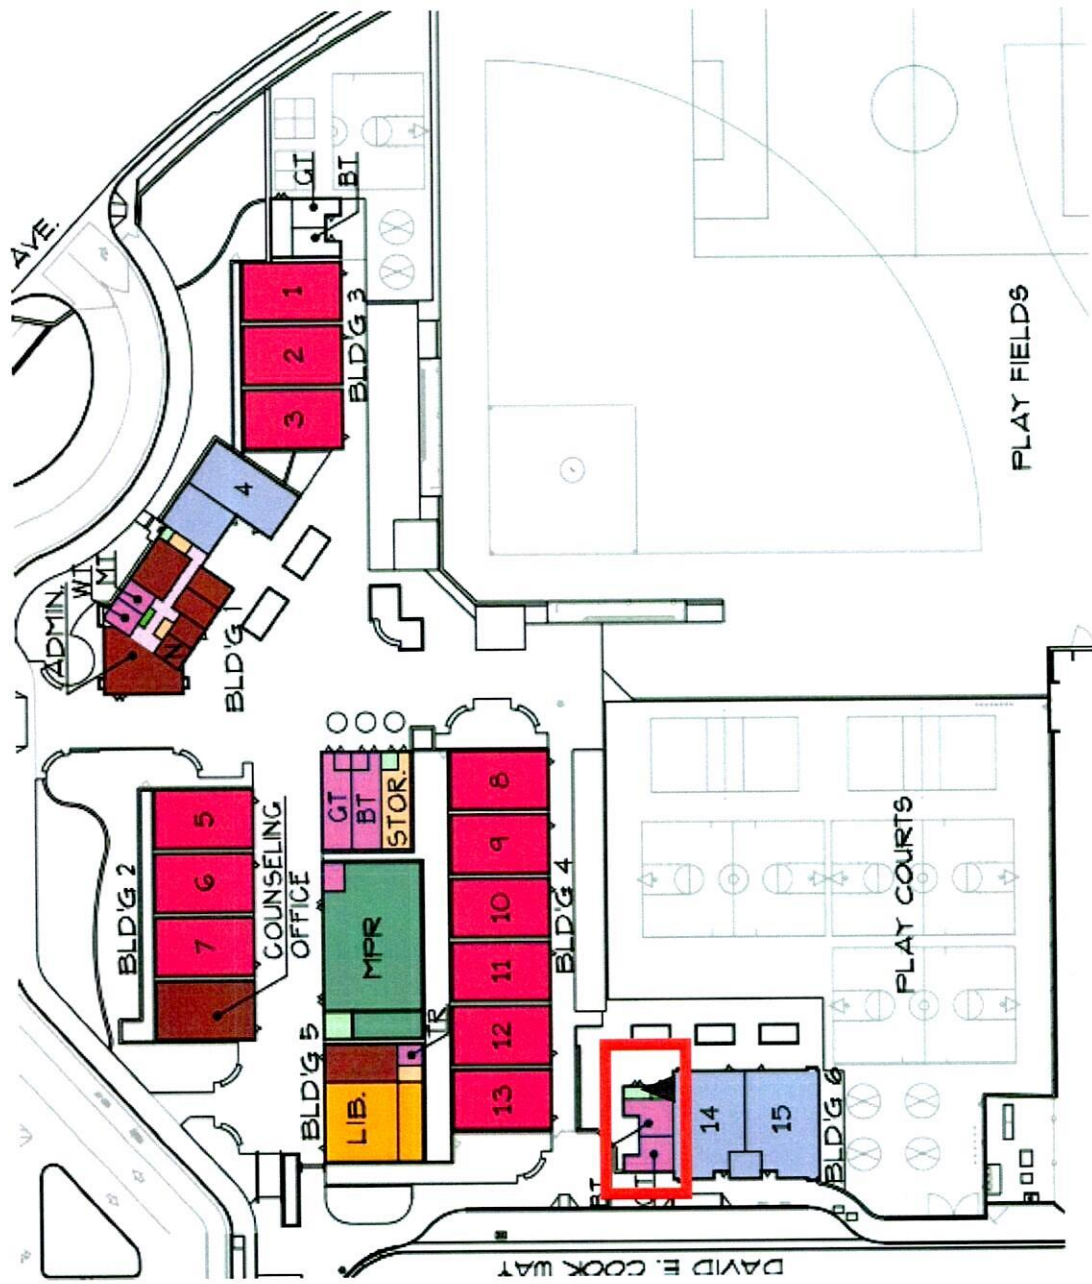 AVE.
GT
BT
1
2
3
BLD'G 3
4
WT
MT
ADMIN.
N
BLD'G 1
PLAY FIELDS
BLD'G 2
5
6
7
COUNSELING
OFFICE
GT
BT
STOR.
MPR
BLD'G 5
LIB.
TR
8
9
10
11
12
13
BLD'G 4
PLAY COURTS
14
15
BLD'G 6
DAVID E. COOK WAY